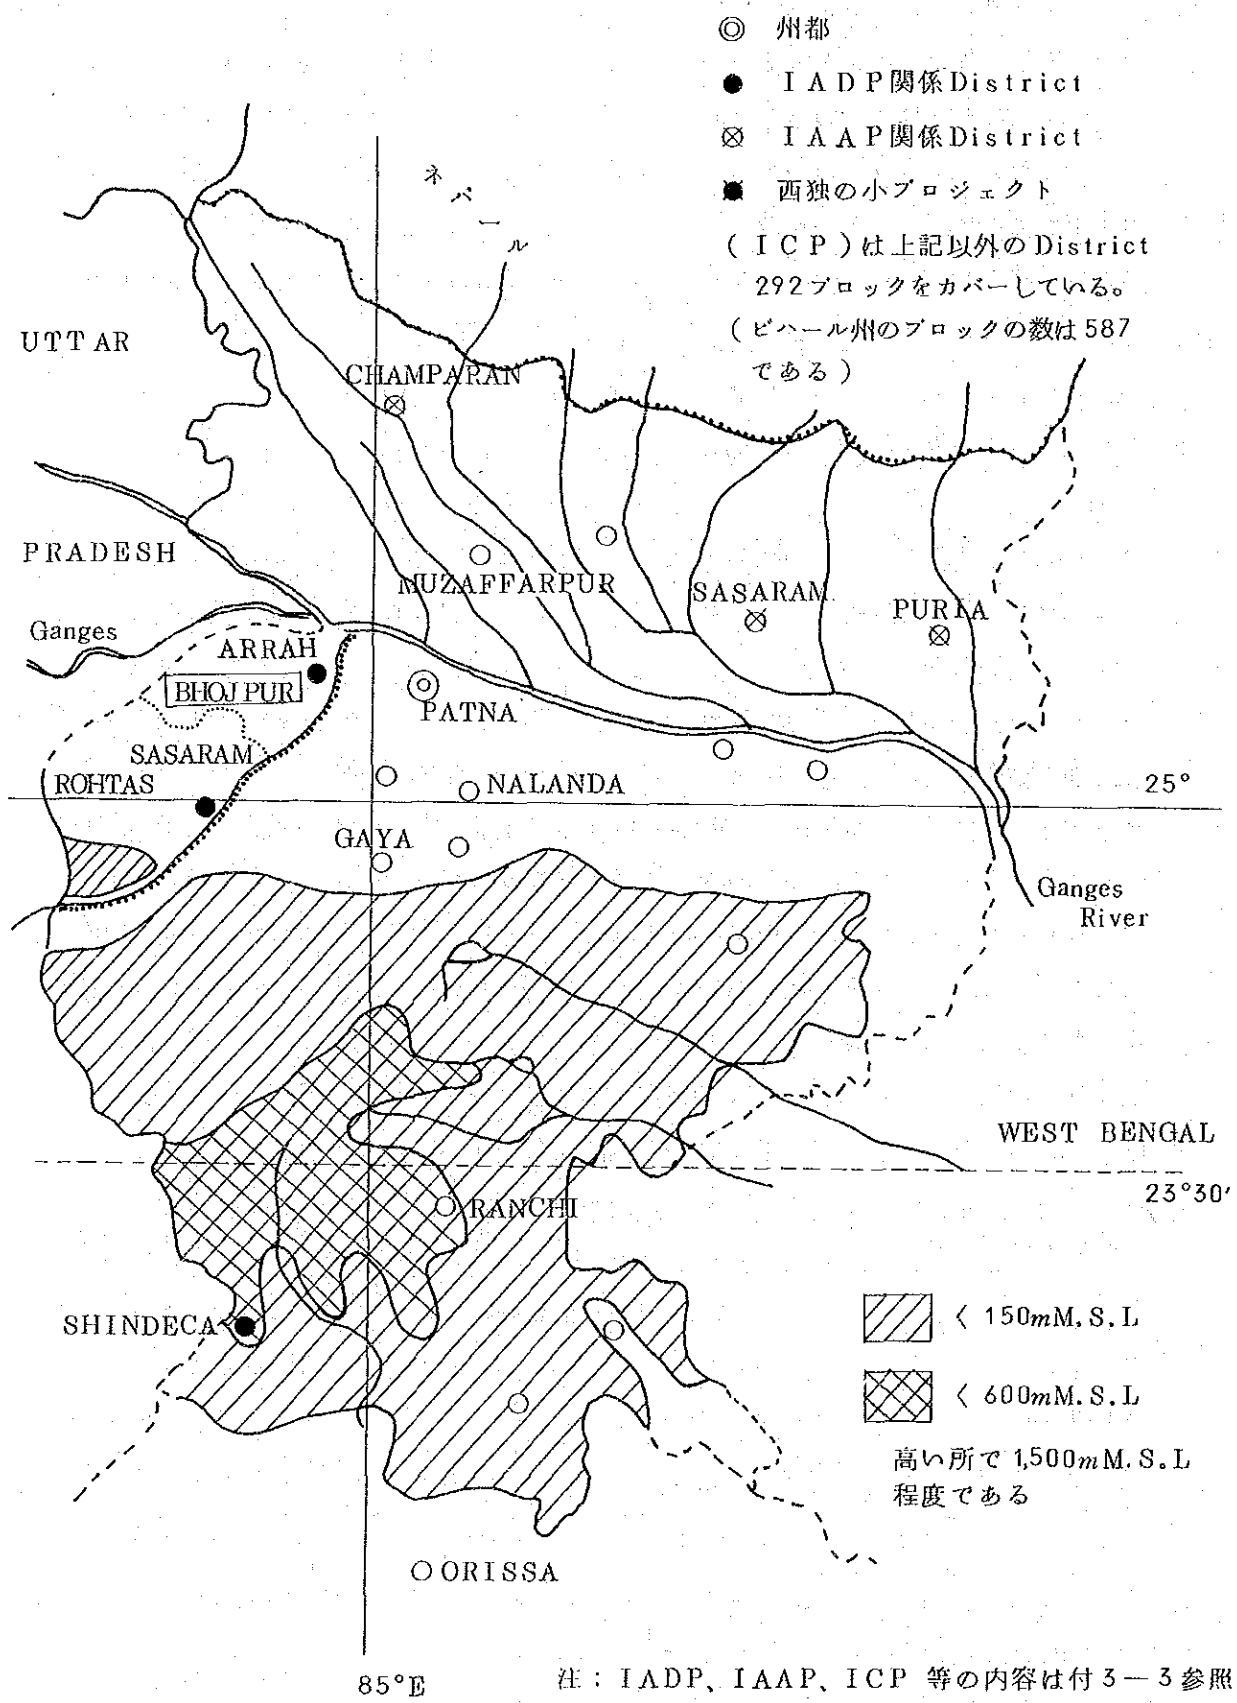 ◎ 州都
● IADP関係District
⊗ IAAP関係District
西独の小プロジェクト
(ICP)は上記以外のDistrict
292ブロックをカバーしている。
(ビハール州のブロックの数は587
である)
ネパール
UTTAR
CHAMPARAN
PRADESH
MUZAFFARPUR
SASARAM
PURIA
Ganges
ARRAH
BHOJPUR
PATNA
SASARAM
ROHTAS
NALANDA
25°
GAYA
Ganges
River
WEST BENGAL
23°30′
RANCHI
SHINDECA
< 150mM.S.L
< 600mM.S.L
高い所で1,500mM.S.L
程度である
ORISSA
85°E
注：IADP、IAAP、ICP 等の内容は付3－3参照